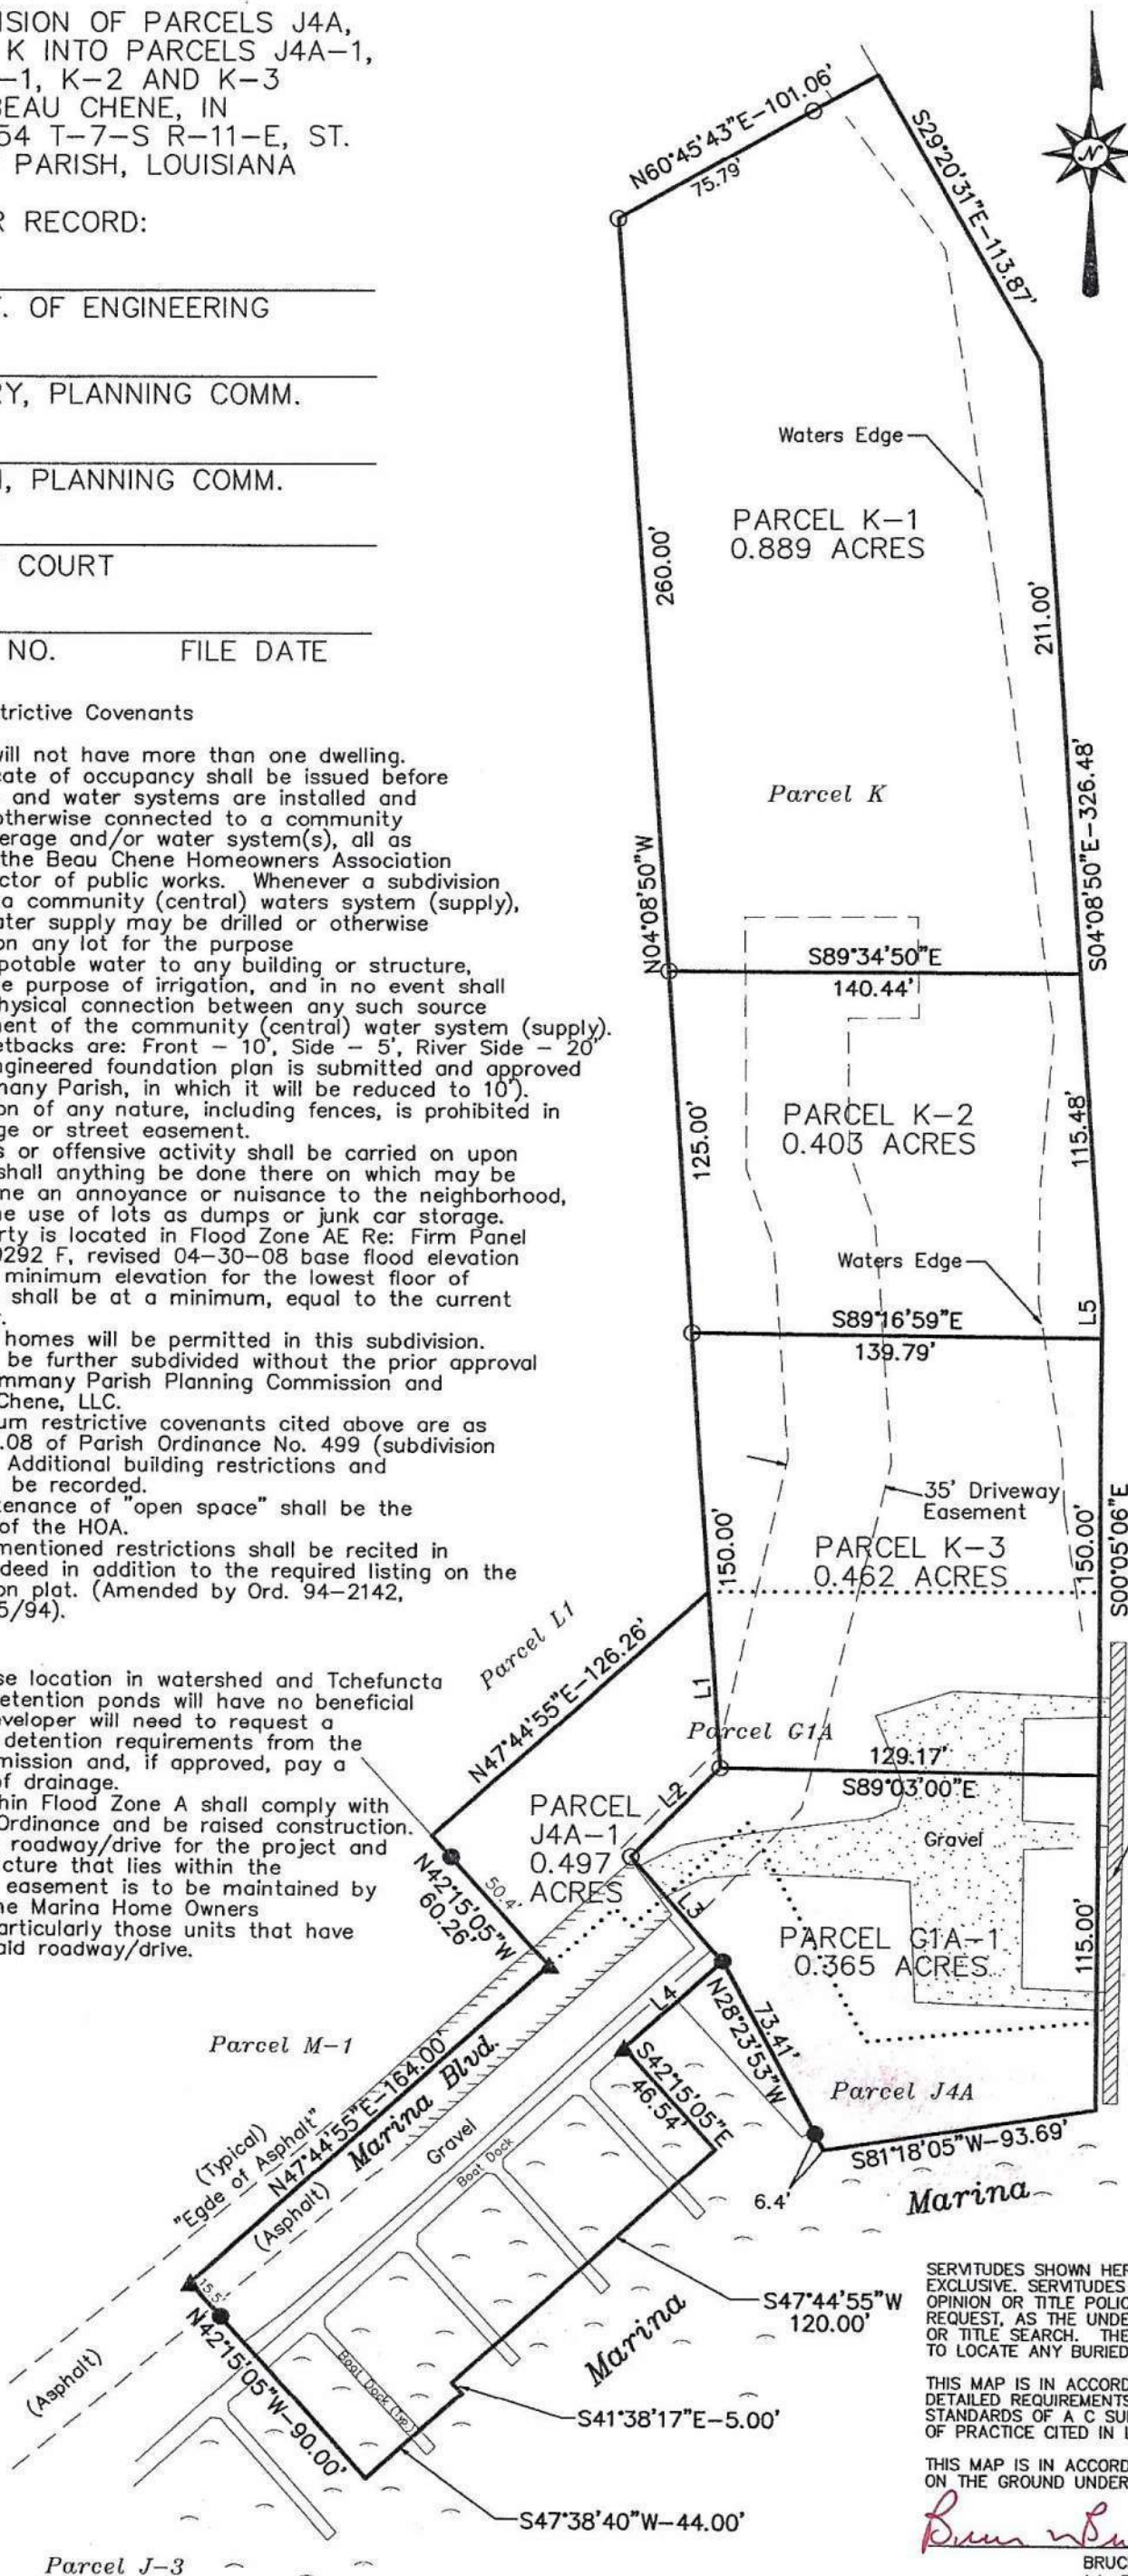 ISION OF PARCELS J4A,
K INTO PARCELS J4A-1,
-1, K-2 AND K-3
BEAU CHENE, IN
54 T-7-S R-11-E, ST.
PARISH, LOUISIANA
R RECORD:
. OF ENGINEERING
RY, PLANNING COMM.
, PLANNING COMM.
COURT
NO. FILE DATE
trictive Covenants
will not have more than one dwelling.
cate of occupancy shall be issued before
and water systems are installed and
otherwise connected to a community
erage and/or water system(s), all as
the Beau Chene Homeowners Association
ctor of public works. Whenever a subdivision
a community (central) waters system (supply),
ater supply may be drilled or otherwise
on any lot for the purpose
potable water to any building or structure,
e purpose of irrigation, and in no event shall
hysical connection between any such source
nent of the community (central) water system (supply).
etbacks are: Front - 10', Side - 5', River Side - 20'
ngineered foundation plan is submitted and approved
many Parish, in which it will be reduced to 10').
on of any nature, including fences, is prohibited in
ge or street easement.
s or offensive activity shall be carried on upon
shall anything be done there on which may be
ne an annoyance or nuisance to the neighborhood,
he use of lots as dumps or junk car storage.
erty is located in Flood Zone AE Re: Firm Panel
0292 F, revised 04-30-08 base flood elevation
minimum elevation for the lowest floor of
shall be at a minimum, equal to the current
homes will be permitted in this subdivision.
be further subdivided without the prior approval
mmany Parish Planning Commission and
Chene, LLC.
um restrictive covenants cited above are as
.08 of Parish Ordinance No. 499 (subdivision
Additional building restrictions and
be recorded.
tenance of "open space" shall be the
of the HOA.
mentioned restrictions shall be recited in
deed in addition to the required listing on the
on plat. (Amended by Ord. 94-2142,
5/94).
se location in watershed and Tchefuncta
etention ponds will have no beneficial
eveloper will need to request a
detention requirements from the
mission and, if approved, pay a
of drainage.
hin Flood Zone A shall comply with
Ordinance and be raised construction.
roadway/drive for the project and
cture that lies within the
easement is to be maintained by
he Marina Home Owners
articularly those units that have
aid roadway/drive.
N60°45'43"E-101.06'
75.79'
S29°20'31"E-113.87'
N
Waters Edge
PARCEL K-1
0.889 ACRES
260.00'
211.00'
Parcel K
N04°08'50"W
S04°08'50"E-326.48'
S89°34'50"E
140.44'
PARCEL K-2
0.403 ACRES
125.00'
115.48'
Waters Edge
L5
S89°16'59"E
139.79'
35' Driveway
Easement
PARCEL K-3
0.462 ACRES
150.00'
150.00'
S00°05'06"E
Parcel L1
N47°44'55"E-126.26'
L1
Parcel G1A
129.17'
S89°03'00"E
L2
PARCEL
J4A-1
0.497
ACRES
Gravel
N42°15'05"W
60.26'
50.4'
L3
PARCEL G1A-1
0.365 ACRES
115.00'
L4
73.41'
N28°23'53"W
Parcel M-1
S42°15'05"E
46.54'
Parcel J4A
S81°18'05"W-93.69'
6.4'
Marina
(Typical)
"Egde of Asphalt"
N47°44'55"E-164.00'
Marina Blvd.
(Asphalt)
Gravel
Boat Dock
15.5'
N42°15'05"W-90.00'
(Asphalt)
Boat Dock (Typ)
Marina
S47°44'55"W
120.00'
S41°38'17"E-5.00'
S47°38'40"W-44.00'
Parcel J-3
SERVITUDES SHOWN HER
EXCLUSIVE. SERVITUDES
OPINION OR TITLE POLIC
REQUEST, AS THE UNDE
OR TITLE SEARCH. THE
TO LOCATE ANY BURIED
THIS MAP IS IN ACCORD
DETAILED REQUIREMENTS
STANDARDS OF A C SU
OF PRACTICE CITED IN L
THIS MAP IS IN ACCORD
ON THE GROUND UNDER
BRUC